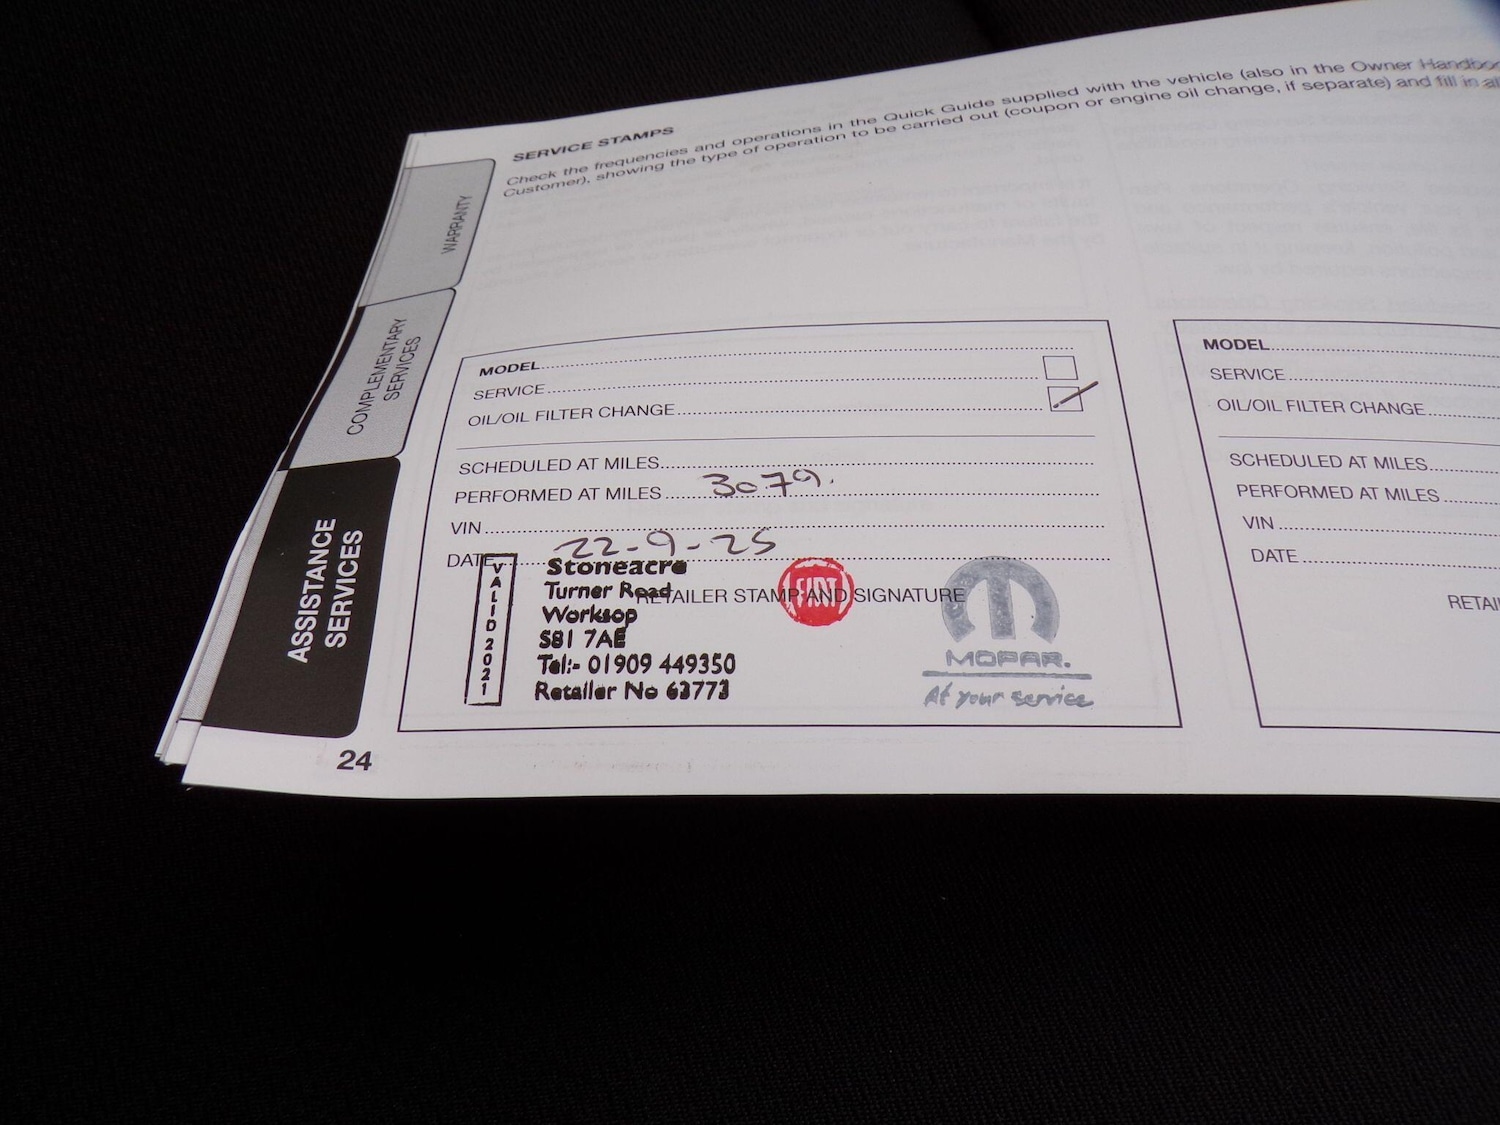 SERVICE STAMPS
Check the frequencies and operations in the Quick Guide supplied with the vehicle (also in the Owner Handbook
Customer), showing the type of operation to be carried out (coupon or engine oil change, if separate) and fill in all
WARRANTY
COMPLEMENTARY
SERVICES
ASSISTANCE
SERVICES
MODEL
SERVICE
OIL/OIL FILTER CHANGE
SCHEDULED AT MILES
PERFORMED AT MILES 3079.
VIN
DATE 22-9-25
RETAILER STAMP AND SIGNATURE
VALID 2021
Stoneacre
Turner Road
Worksop
S81 7AE
Tel:- 01909 449350
Retailer No 63773
FIAT
MOPAR.
At your service
MODEL
SERVICE
OIL/OIL FILTER CHANGE
SCHEDULED AT MILES
PERFORMED AT MILES
VIN
DATE
RETAI
24